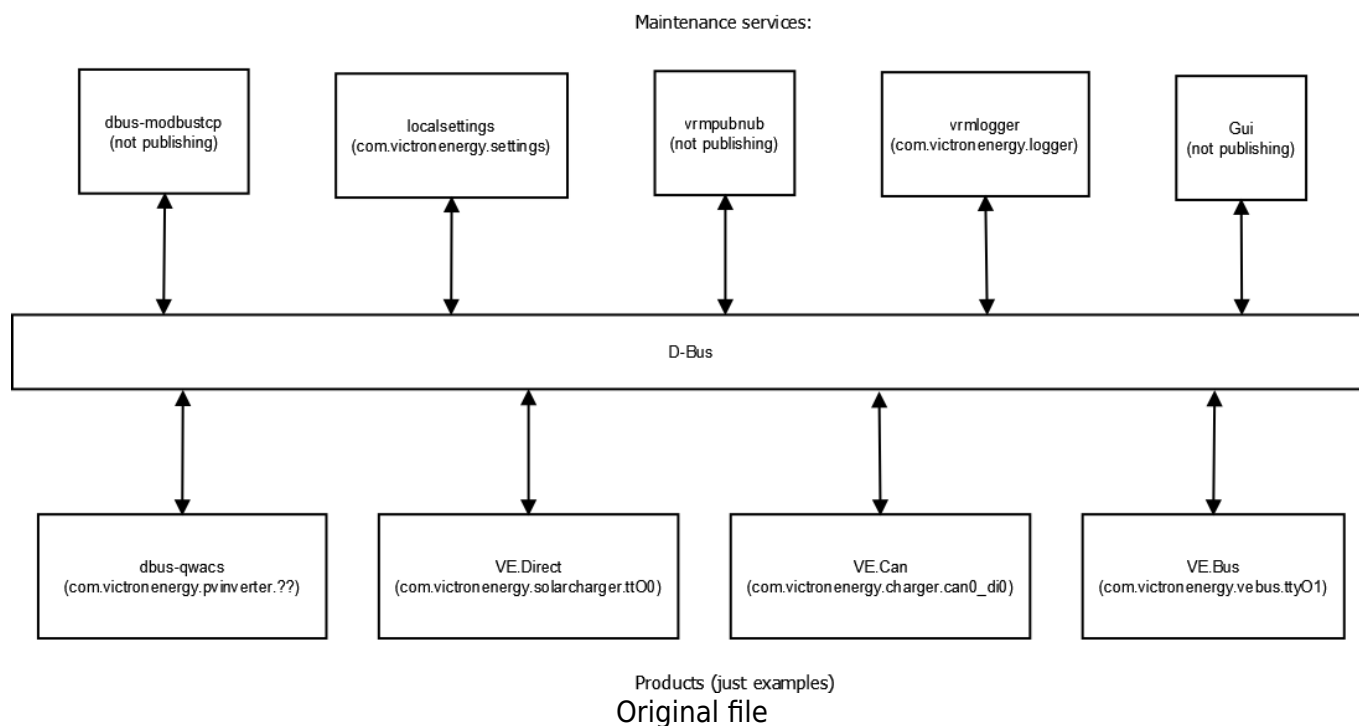 Maintenance services:
dbus-modbustcp
(not publishing)
localsettings
(com.victronenergy.settings)
vrmpubnub
(not publishing)
vrmlogger
(com.victronenergy.logger)
Gui
(not publishing)
D-Bus
dbus-qwacs
(com.victronenergy.pvinverter.??)
VE.Direct
(com.victronenergy.solarcharger.ttO0)
VE.Can
(com.victronenergy.charger.can0_di0)
VE.Bus
(com.victronenergy.vebus.ttyO1)
Products (just examples)
Original file